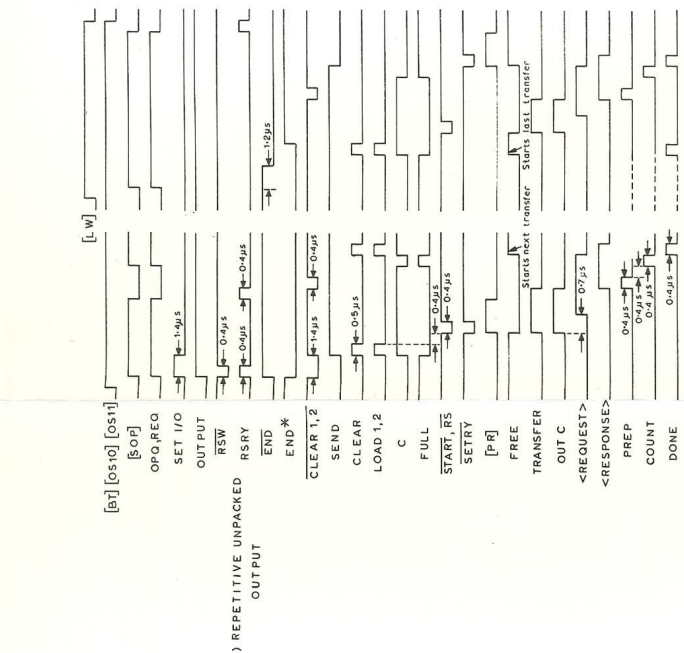 [LW]
[BT] [OS10] [OS11]
[SOP]
OPQ,REQ
SET I/O
1·4µs
OUTPUT
RSW
0·4µs
RSRY
0·4µs
0·4µs
END
1·2µs
END*
CLEAR 1,2
1·4µs
0·4µs
SEND
CLEAR
0·5µs
LOAD 1,2
C
FULL
0·4µs
START, RS
0·4µs
SETRY
[PR]
FREE
Starts next transfer
Starts last transfer
TRANSFER
OUT C
<REQUEST>
0·7µs
<RESPONSE>
PREP
0·4µs
0·4µs
COUNT
0·4µs
DONE
0·4µs
) REPETITIVE UNPACKED
OUTPUT